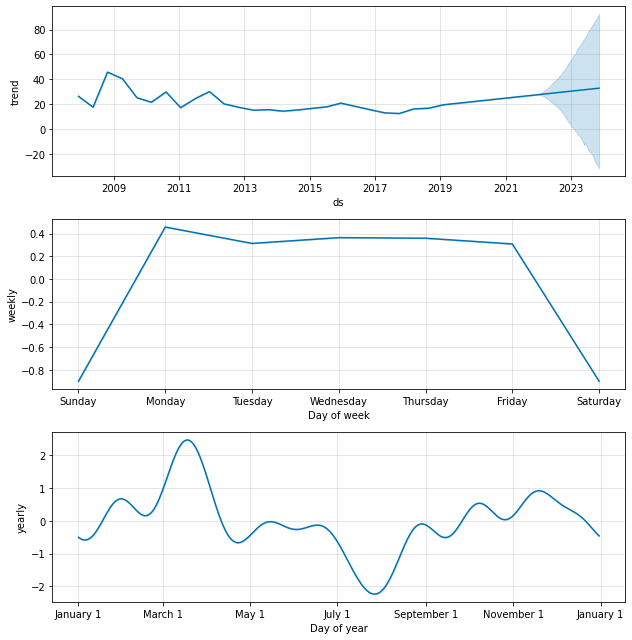 80
60
40
20
0
−20
trend
2009 2011 2013 2015 2017 2019 2021 2023
ds
0.4
0.2
0.0
−0.2
−0.4
−0.6
−0.8
weekly
Sunday Monday Tuesday Wednesday Thursday Friday Saturday
Day of week
2
1
0
−1
−2
yearly
January 1 March 1 May 1 July 1 September 1 November 1 January 1
Day of year